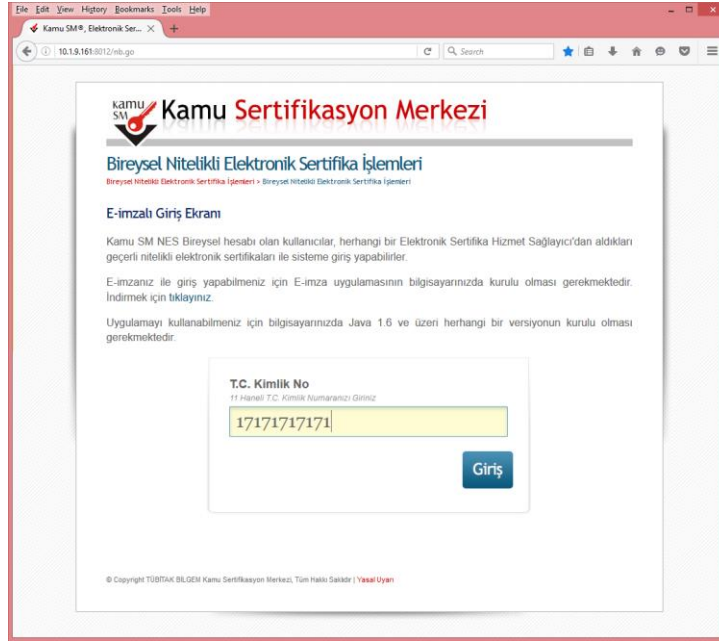 File Edit View History Bookmarks Tools Help
Kamu SM®, Elektronik Ser...
10.1.9.161:8012/nb.go
Search
kamu SM Kamu Sertifikasyon Merkezi
Bireysel Nitelikli Elektronik Sertifika İşlemleri
Bireysel Nitelikli Elektronik Sertifika İşlemleri > Bireysel Nitelikli Elektronik Sertifika İşlemleri
E-imzalı Giriş Ekranı
Kamu SM NES Bireysel hesabı olan kullanıcılar, herhangi bir Elektronik Sertifika Hizmet Sağlayıcı'dan aldıkları
geçerli nitelikli elektronik sertifikaları ile sisteme giriş yapabilirler.
E-imzanız ile giriş yapabilmeniz için E-imza uygulamasının bilgisayarınızda kurulu olması gerekmektedir.
İndirmek için tıklayınız.
Uygulamayı kullanabilmeniz için bilgisayarınızda Java 1.6 ve üzeri herhangi bir versiyonun kurulu olması
gerekmektedir.
T.C. Kimlik No
11 Haneli T.C. Kimlik Numaranızı Giriniz
17171717171
Giriş
© Copyright TÜBİTAK BİLGEM Kamu Sertifikasyon Merkezi, Tüm Hakkı Saklıdır | Yasal Uyarı